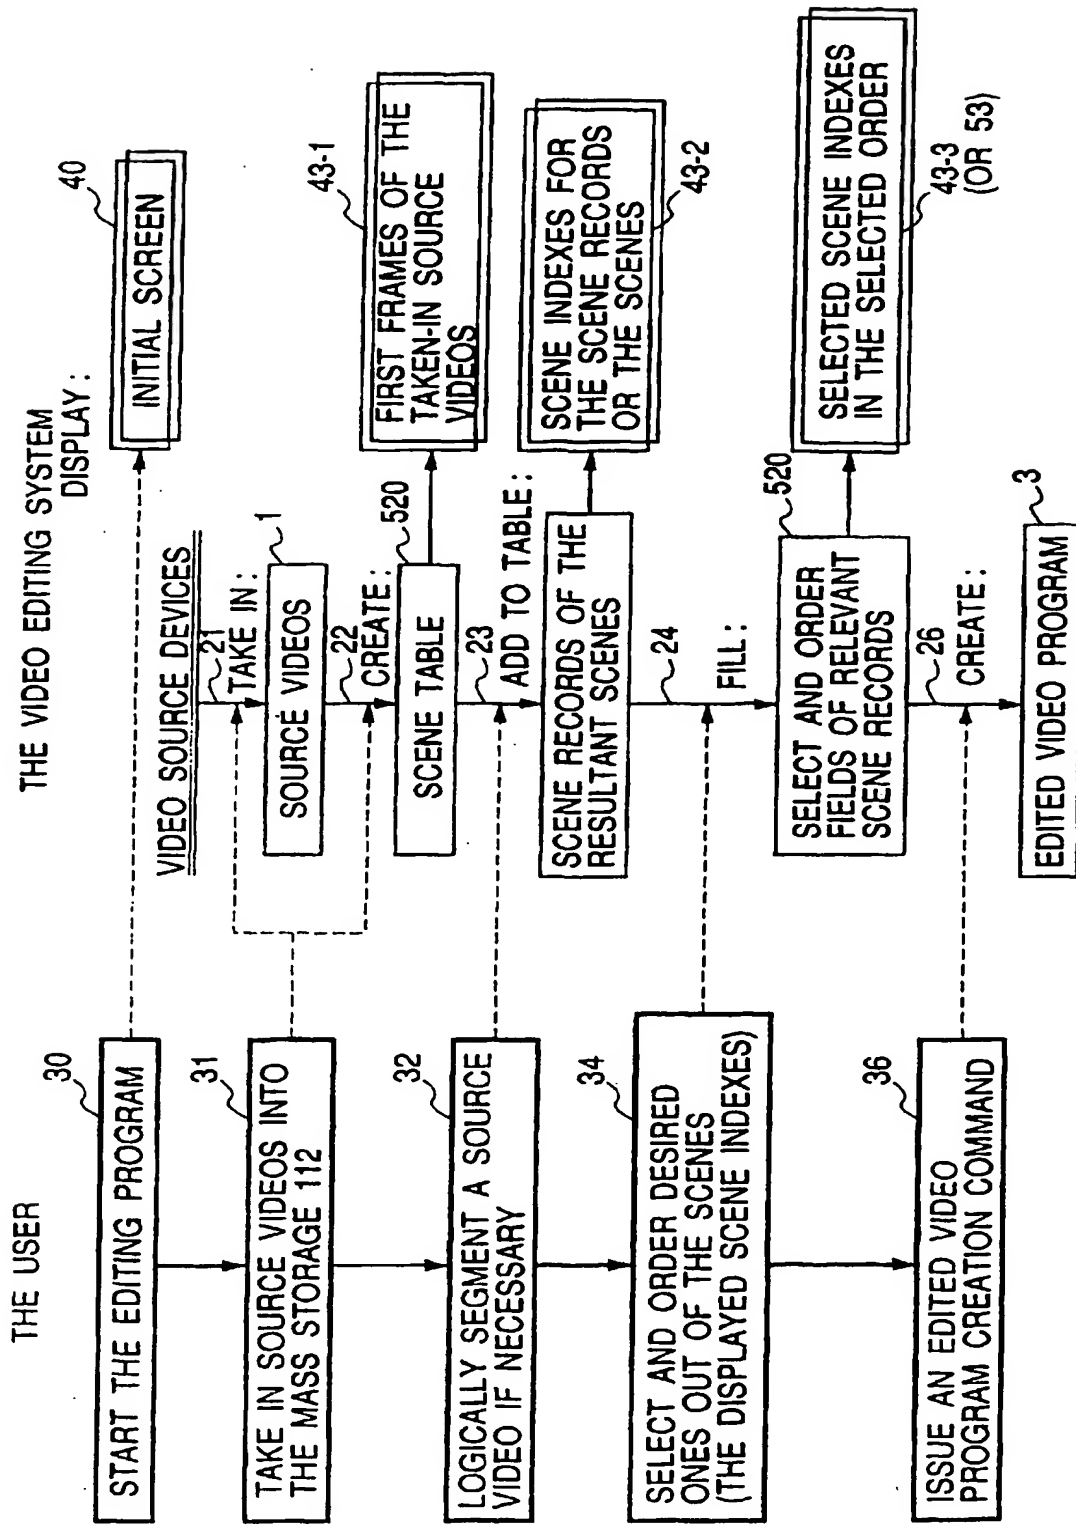 THE USER
30
START THE EDITING PROGRAM
31
TAKE IN SOURCE VIDEOS INTO
THE MASS STORAGE 112
32
LOGICALLY SEGMENT A SOURCE
VIDEO IF NECESSARY
34
SELECT AND ORDER DESIRED
ONES OUT OF THE SCENES
(THE DISPLAYED SCENE INDEXES)
36
ISSUE AN EDITED VIDEO
PROGRAM CREATION COMMAND
THE VIDEO EDITING SYSTEM
DISPLAY:
40
INITIAL SCREEN
VIDEO SOURCE DEVICES
21
TAKE IN:
1
SOURCE VIDEOS
22
CREATE:
520
SCENE TABLE
43-1
FIRST FRAMES OF THE
TAKEN-IN SOURCE
VIDEOS
23
ADD TO TABLE:
SCENE RECORDS OF THE
RESULTANT SCENES
SCENE INDEXES FOR
THE SCENE RECORDS
OR THE SCENES
43-2
24
FILL:
520
SELECT AND ORDER
FIELDS OF RELEVANT
SCENE RECORDS
SELECTED SCENE INDEXES
IN THE SELECTED ORDER
43-3
(OR 53)
26
CREATE:
3
EDITED VIDEO PROGRAM